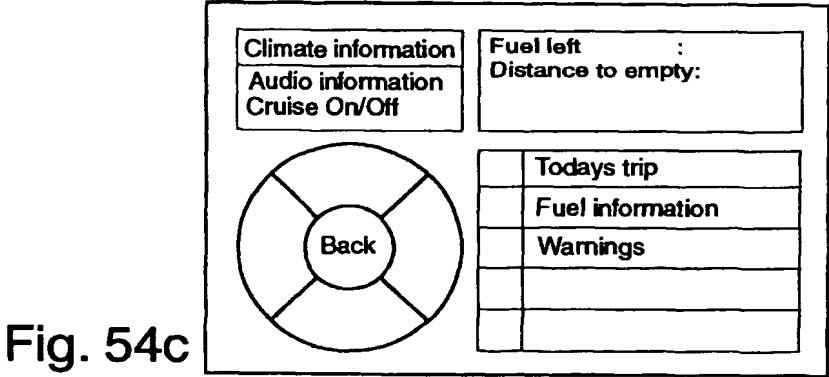 Climate information
Audio information
Cruise On/Off
Fuel left :
Distance to empty:
Back
Todays trip
Fuel information
Warnings
Fig. 54c